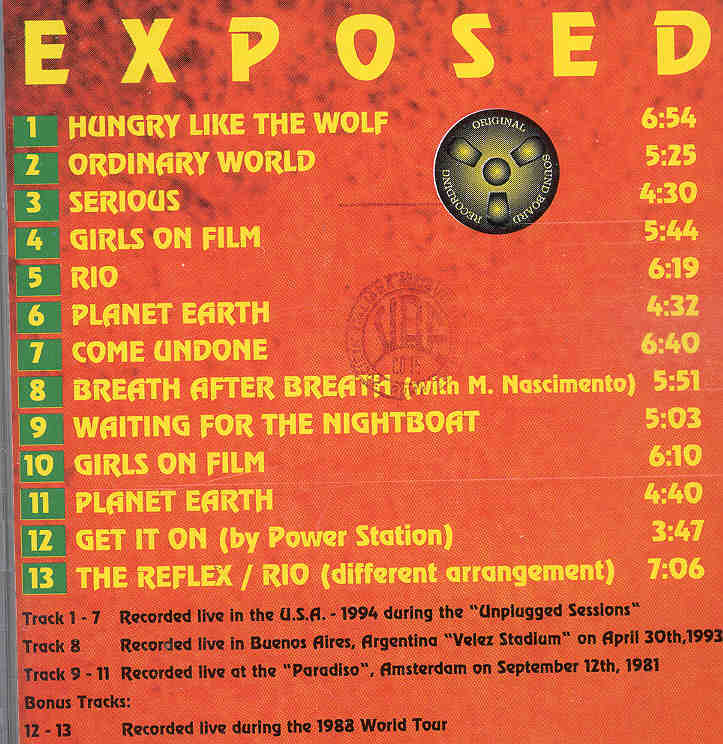 EXPOSED
1 HUNGRY LIKE THE WOLF 6:54
2 ORDINARY WORLD 5:25
3 SERIOUS 4:30
4 GIRLS ON FILM 5:44
5 RIO 6:19
6 PLANET EARTH 4:32
7 COME UNDONE 6:40
8 BREATH AFTER BREATH (with M. Nascimento) 5:51
9 WAITING FOR THE NIGHTBOAT 5:03
10 GIRLS ON FILM 6:10
11 PLANET EARTH 4:40
12 GET IT ON (by Power Station) 3:47
13 THE REFLEX / RIO (different arrangement) 7:06
ORIGINAL
SOUND BOARD
RECORDING
Track 1 - 7 Recorded live in the U.S.A. - 1994 during the "Unplugged Sessions"
Track 8 Recorded live in Buenos Aires, Argentina "Velez Stadium" on April 30th,1993
Track 9 - 11 Recorded live at the "Paradiso", Amsterdam on September 12th, 1981
Bonus Tracks:
12 - 13 Recorded live during the 1988 World Tour